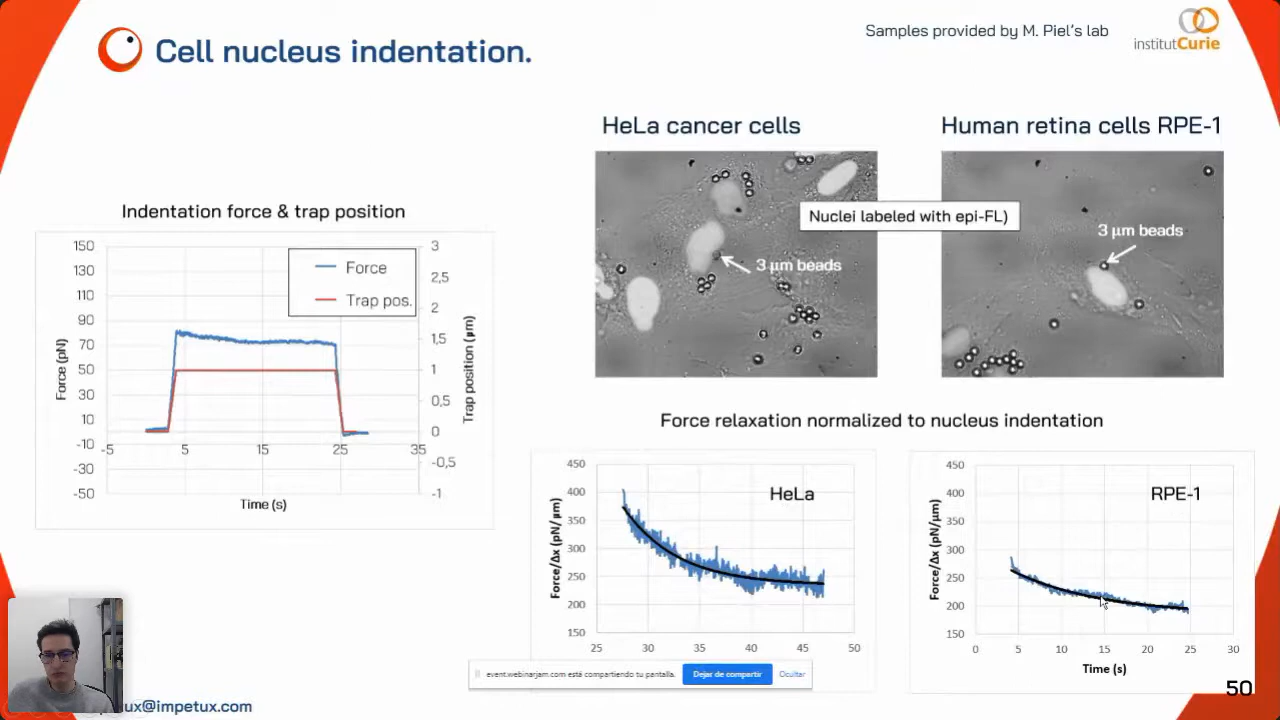 Cell nucleus indentation.
Samples provided by M. Piel's lab
institutCurie
HeLa cancer cells
Human retina cells RPE-1
Nuclei labeled with epi-FL)
3 µm beads
3 µm beads
Indentation force & trap position
150
130
110
90
70
50
30
10
-10
-30
-50
Force (pN)
3
2,5
2
1,5
1
0,5
0
-0,5
-1
Trap position (µm)
-5
5
15
25
35
Time (s)
Force
Trap pos.
Force relaxation normalized to nucleus indentation
450
400
350
300
250
200
150
Force/Δx (pN/ µm)
HeLa
25
30
35
40
45
50
450
400
350
300
250
200
150
Force/Δx (pN/µm)
RPE-1
0
5
10
15
20
25
30
Time (s)
event.webinarjam.com está compartiendo tu pantalla.
Dejar de compartir
Ocultar
ux@impetux.com
50